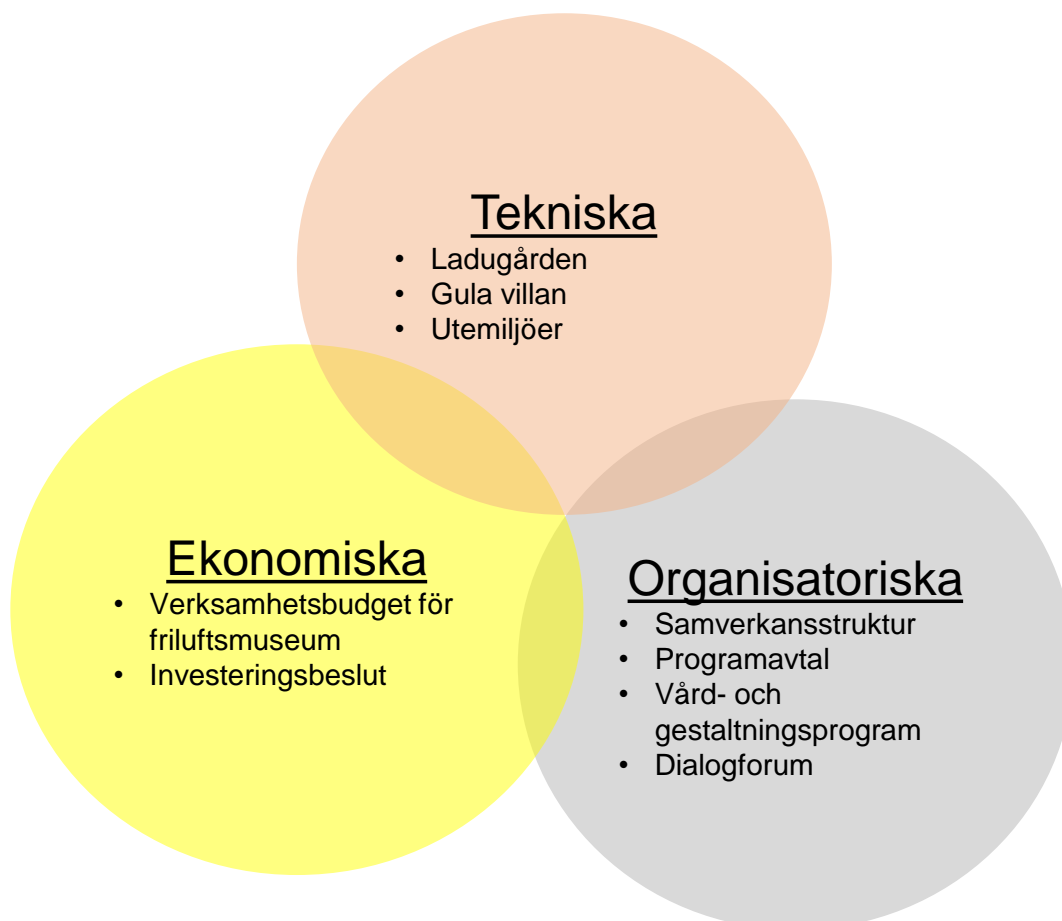 Tekniska
• Ladugården
• Gula villan
• Utemiljöer
Ekonomiska
• Verksamhetsbudget för
friluftsmuseum
• Investeringsbeslut
Organisatoriska
• Samverkansstruktur
• Programavtal
• Vård- och
gestaltningsprogram
• Dialogforum